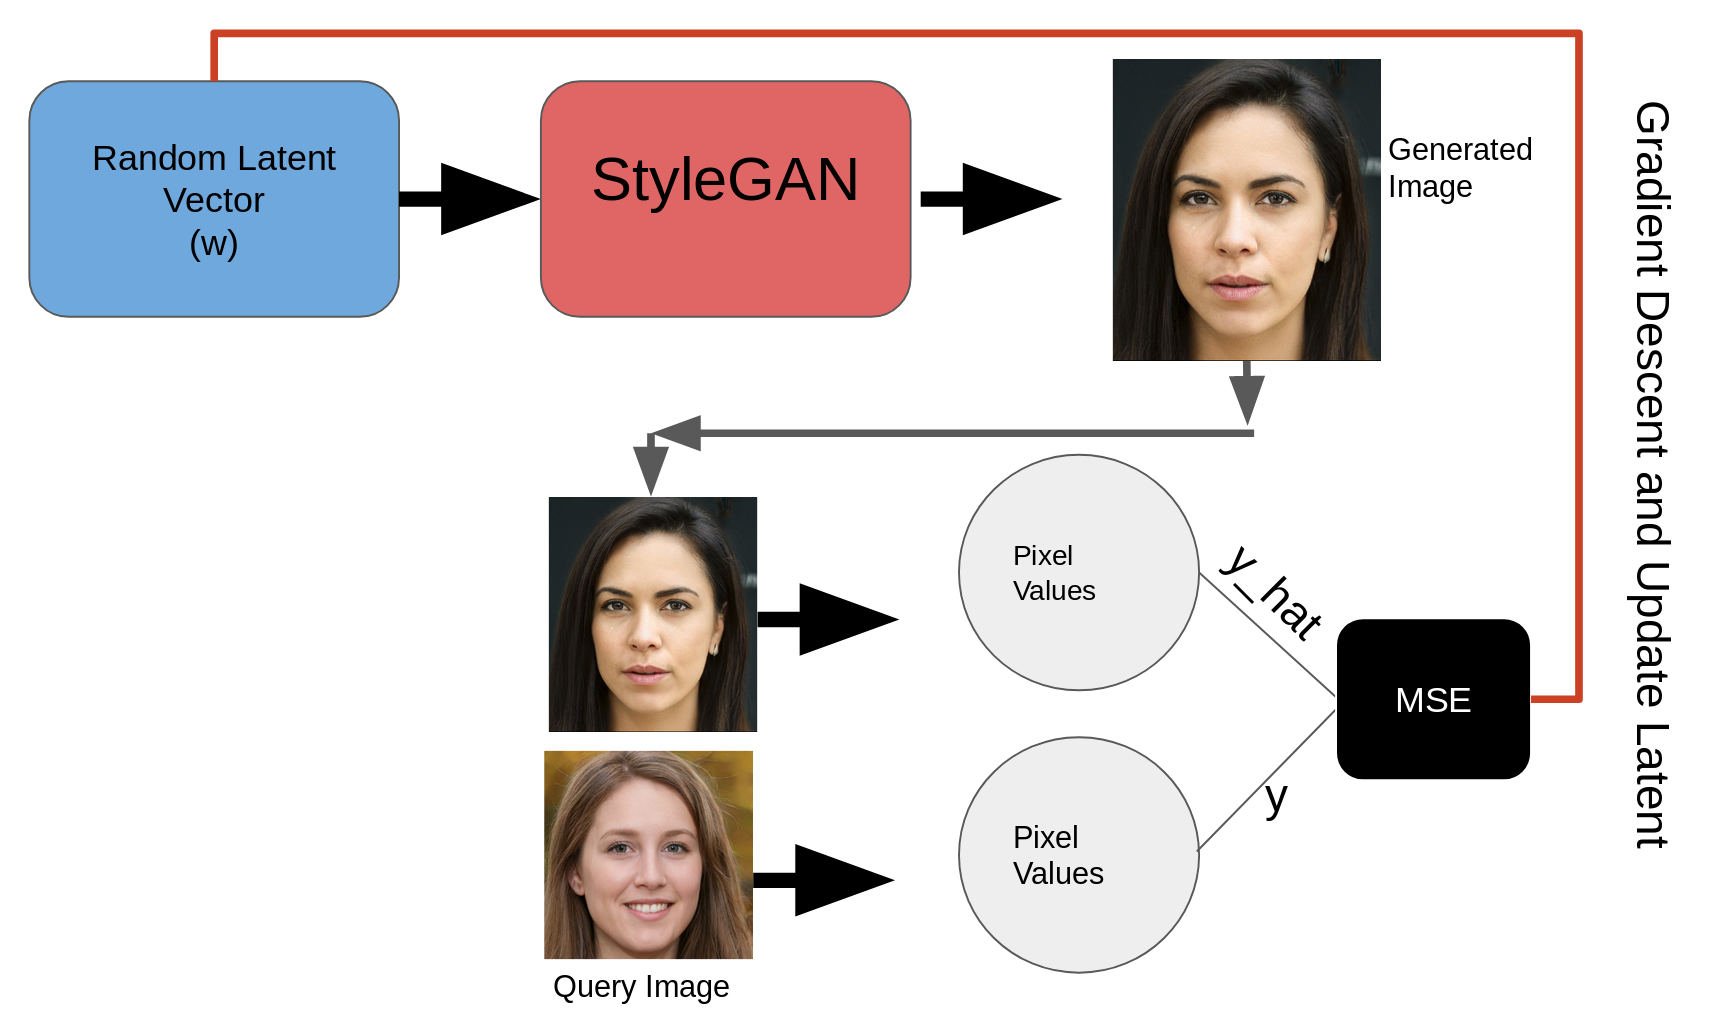 Random Latent
Vector
(w)
StyleGAN
Generated
Image
Gradient Descent and Update Latent
Pixel
Values
y_hat
MSE
y
Pixel
Values
Query Image